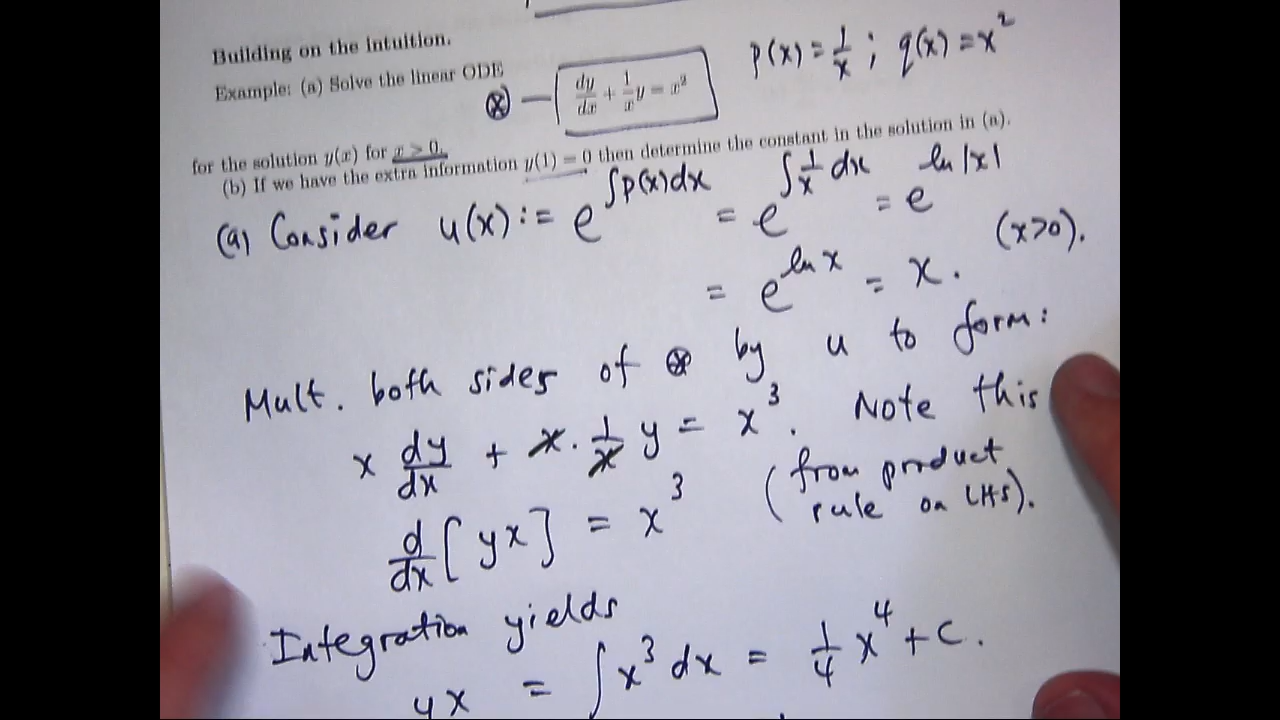 Building on the intuition.
p(x) = 1/x ; q(x) = x²
Example: (a) Solve the linear ODE
⊛ — dy/dx + 1/x y = x²
for the solution y(x) for x > 0.
(b) If we have the extra information y(1) = 0 then determine the constant in the solution in (a).
(a) Consider u(x) := e^{∫p(x)dx} = e^{∫1/x dx} = e^{ln|x|}
= e^{ln x} = x. (x>0).
Mult. both sides of ⊛ by u to form:
x dy/dx + x · 1/x y = x³. Note this
(from product
d/dx [yx] = x³
rule on LHS).
Integration yields
yx = ∫x³ dx = 1/4 x⁴ + C.